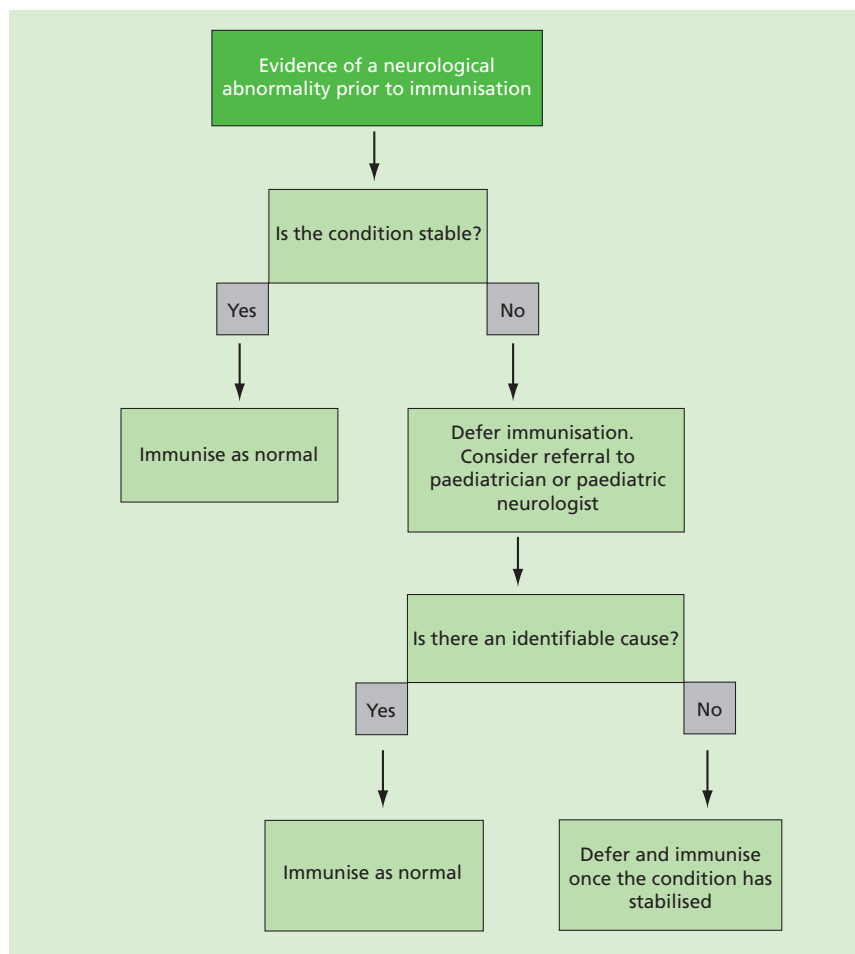 Evidence of a neurological
abnormality prior to immunisation
Is the condition stable?
Yes
No
Immunise as normal
Defer immunisation.
Consider referral to
paediatrician or paediatric
neurologist
Is there an identifiable cause?
Yes
No
Immunise as normal
Defer and immunise
once the condition has
stabilised